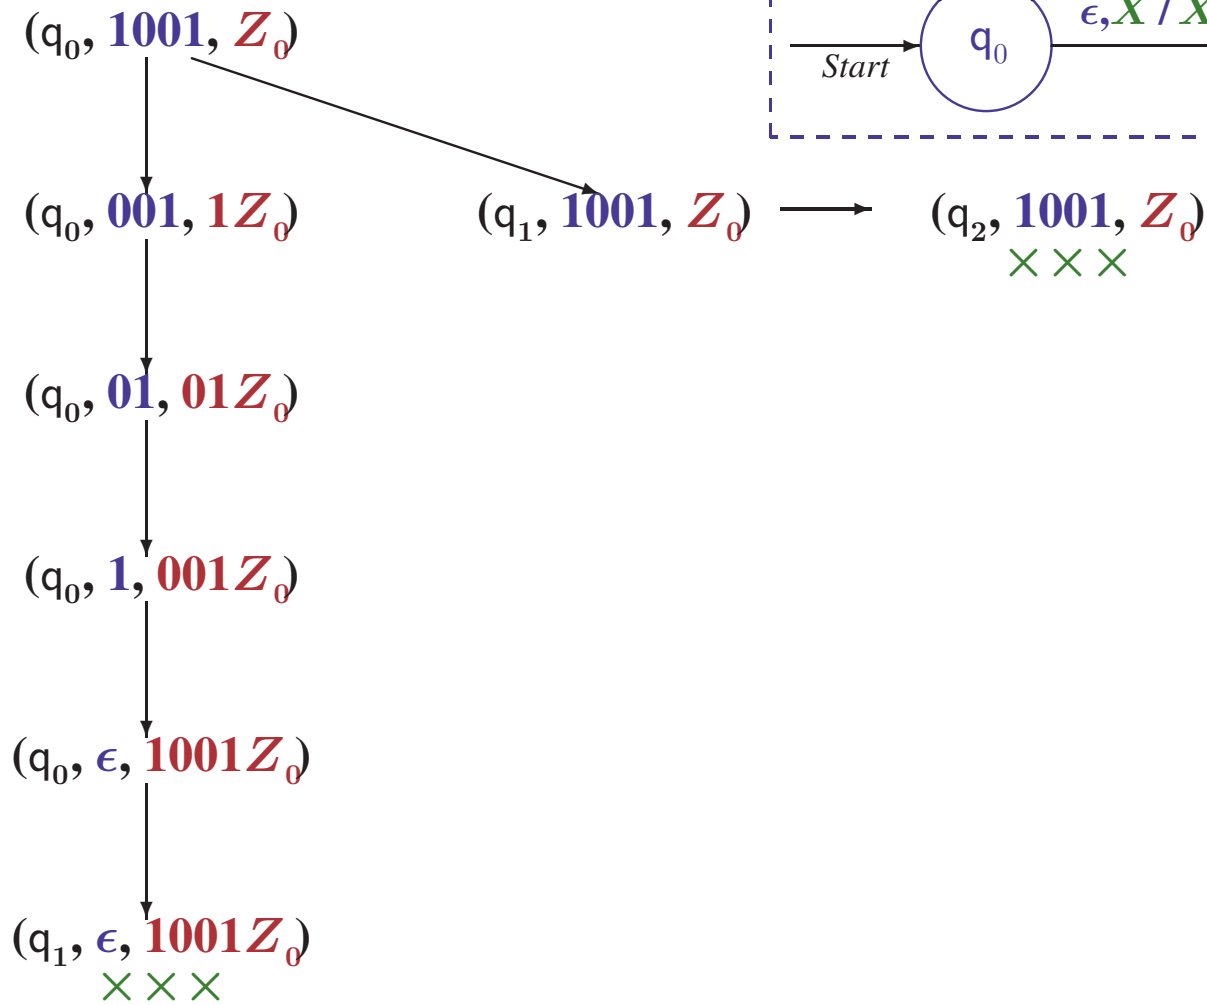 (q₀, 1001, Z₀)
ϵ,X / X
q₀
Start
(q₀, 001, 1Z₀)
(q₁, 1001, Z₀)
(q₂, 1001, Z₀)
×××
(q₀, 01, 01Z₀)
(q₀, 1, 001Z₀)
(q₀, ϵ, 1001Z₀)
(q₁, ϵ, 1001Z₀)
×××